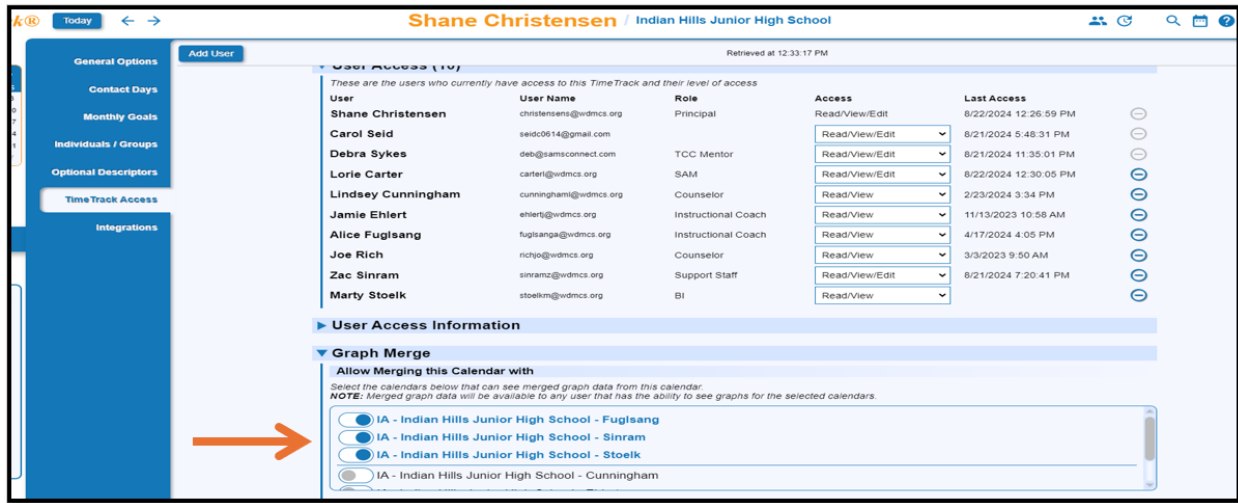 k® Today Shane Christensen / Indian Hills Junior High School
Add User Retrieved at 12:33:17 PM
General Options
Contact Days
Monthly Goals
Individuals / Groups
Optional Descriptors
TimeTrack Access
Integrations
User Access (10)
These are the users who currently have access to this TimeTrack and their level of access
User User Name Role Access Last Access
Shane Christensen christensens@wdmcs.org Principal Read/View/Edit 8/22/2024 12:26:59 PM
Carol Seid seidc0614@gmail.com Read/View/Edit 8/21/2024 5:48:31 PM
Debra Sykes deb@samsconnect.com TCC Mentor Read/View/Edit 8/21/2024 11:35:01 PM
Lorie Carter carterl@wdmcs.org SAM Read/View/Edit 8/22/2024 12:30:05 PM
Lindsey Cunningham cunninghaml@wdmcs.org Counselor Read/View 2/23/2024 3:34 PM
Jamie Ehlert ehlertj@wdmcs.org Instructional Coach Read/View 11/13/2023 10:58 AM
Alice Fuglsang fuglsanga@wdmcs.org Instructional Coach Read/View 4/17/2024 4:05 PM
Joe Rich richjo@wdmcs.org Counselor Read/View 3/3/2023 9:50 AM
Zac Sinram sinramz@wdmcs.org Support Staff Read/View/Edit 8/21/2024 7:20:41 PM
Marty Stoelk stoelkm@wdmcs.org BI Read/View
User Access Information
Graph Merge
Allow Merging this Calendar with
Select the calendars below that can see merged graph data from this calendar.
NOTE: Merged graph data will be available to any user that has the ability to see graphs for the selected calendars.
IA - Indian Hills Junior High School - Fuglsang
IA - Indian Hills Junior High School - Sinram
IA - Indian Hills Junior High School - Stoelk
IA - Indian Hills Junior High School - Cunningham